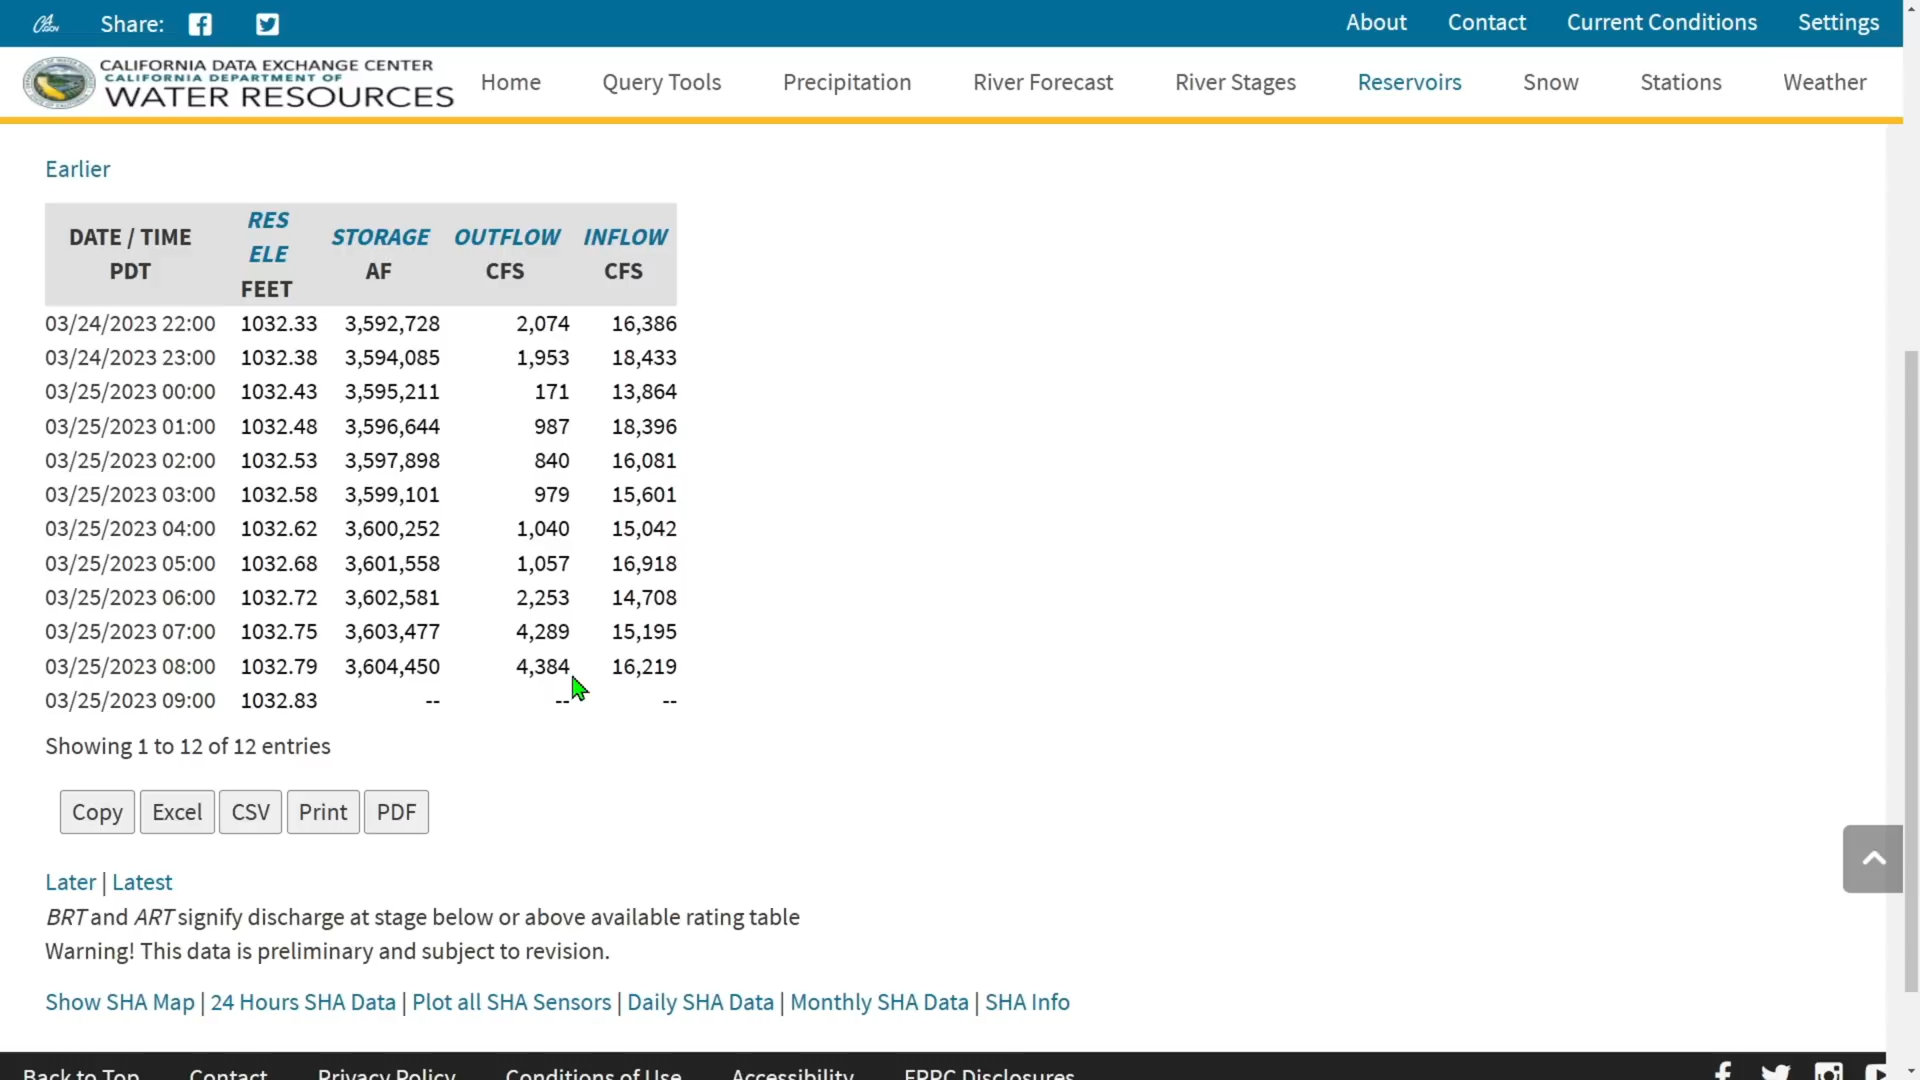 Share:
About Contact Current Conditions Settings
CALIFORNIA DATA EXCHANGE CENTER
CALIFORNIA DEPARTMENT OF
WATER RESOURCES
Home Query Tools Precipitation River Forecast River Stages Reservoirs Snow Stations Weather
Earlier
DATE / TIME PDT RES ELE FEET STORAGE AF OUTFLOW CFS INFLOW CFS
03/24/2023 22:00 1032.33 3,592,728 2,074 16,386
03/24/2023 23:00 1032.38 3,594,085 1,953 18,433
03/25/2023 00:00 1032.43 3,595,211 171 13,864
03/25/2023 01:00 1032.48 3,596,644 987 18,396
03/25/2023 02:00 1032.53 3,597,898 840 16,081
03/25/2023 03:00 1032.58 3,599,101 979 15,601
03/25/2023 04:00 1032.62 3,600,252 1,040 15,042
03/25/2023 05:00 1032.68 3,601,558 1,057 16,918
03/25/2023 06:00 1032.72 3,602,581 2,253 14,708
03/25/2023 07:00 1032.75 3,603,477 4,289 15,195
03/25/2023 08:00 1032.79 3,604,450 4,384 16,219
03/25/2023 09:00 1032.83 -- -- --
Showing 1 to 12 of 12 entries
Copy Excel CSV Print PDF
Later | Latest
BRT and ART signify discharge at stage below or above available rating table
Warning! This data is preliminary and subject to revision.
Show SHA Map | 24 Hours SHA Data | Plot all SHA Sensors | Daily SHA Data | Monthly SHA Data | SHA Info
Back to Top Contact Privacy Policy Conditions of Use Accessibility FPPC Disclosures